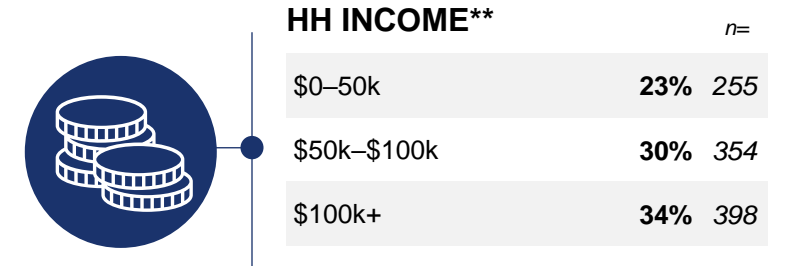 HH INCOME** n=
$0–50k 23% 255
$50k–$100k 30% 354
$100k+ 34% 398